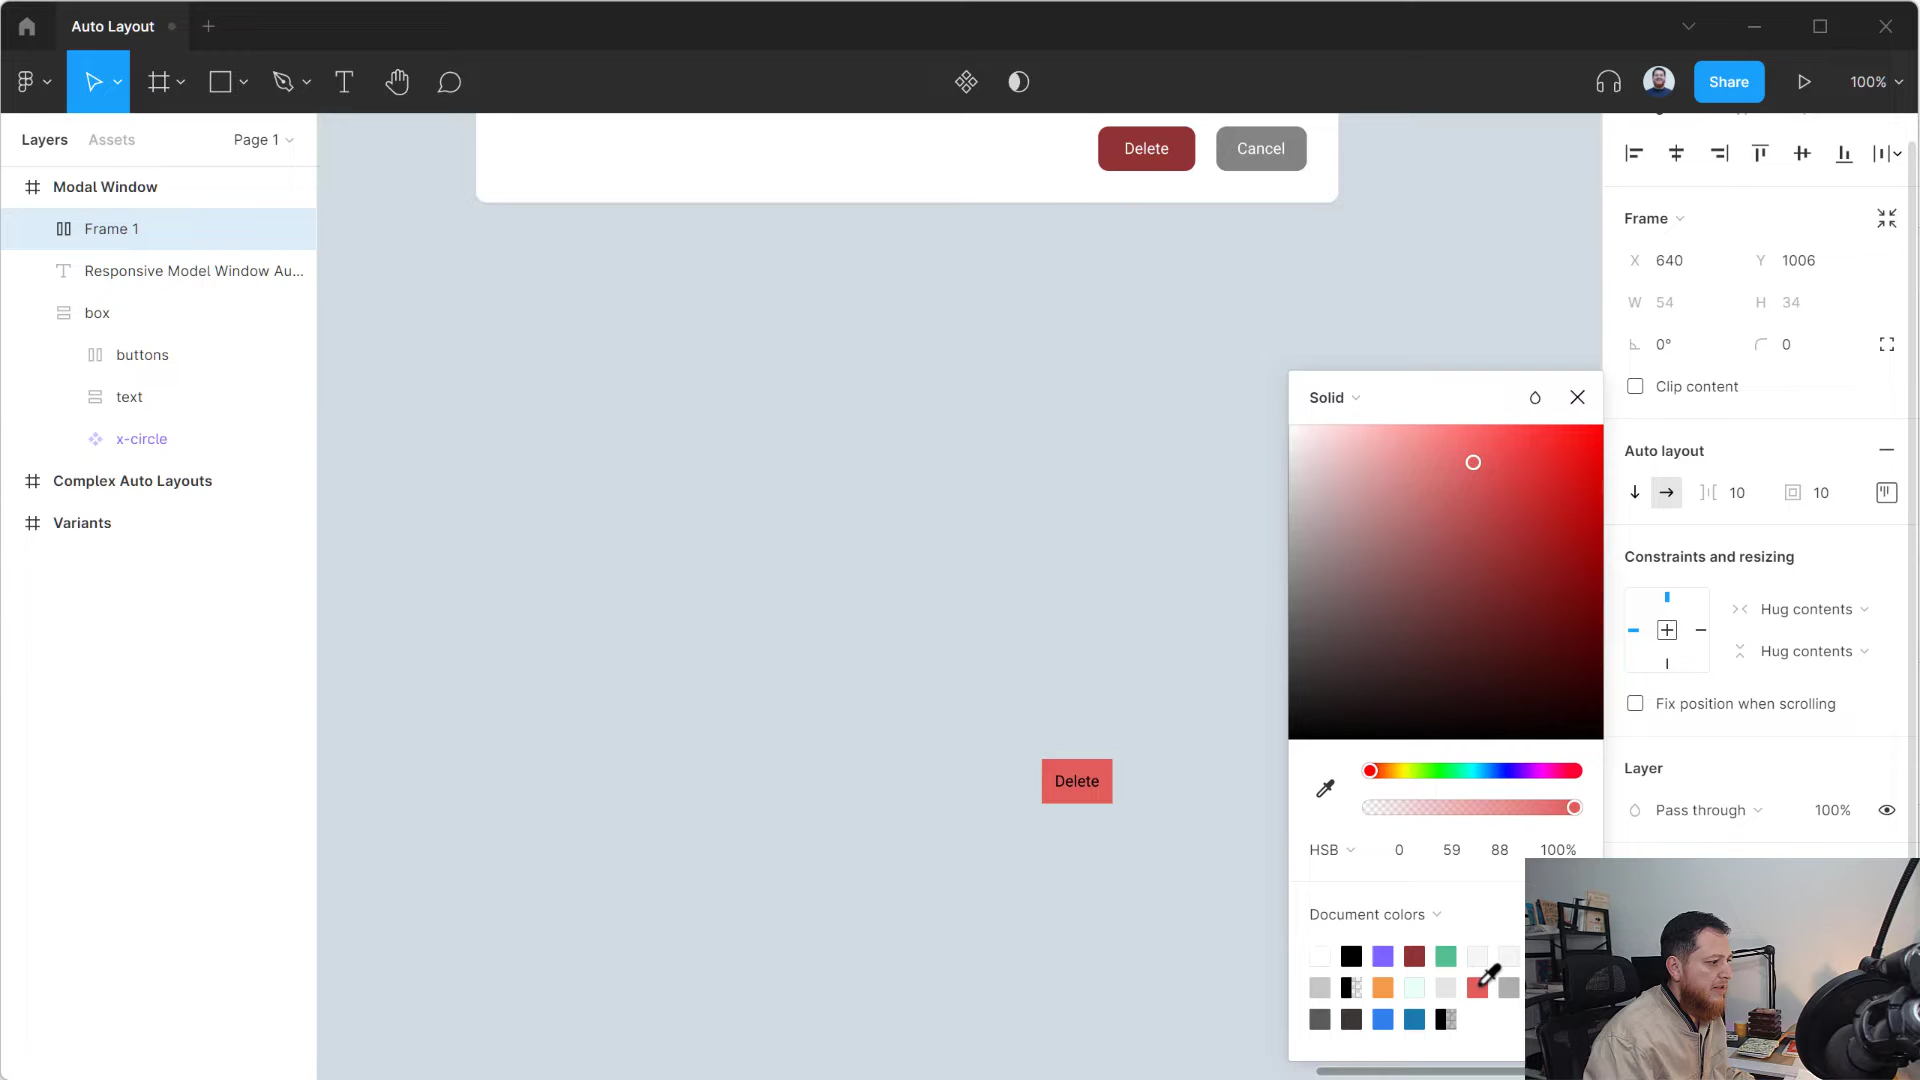 Auto Layout
Share
100%
Layers
Assets
Page 1
Modal Window
Frame 1
Responsive Model Window Au...
box
buttons
text
x-circle
Complex Auto Layouts
Variants
Delete
Cancel
Delete
Solid
HSB
0
59
88
100%
Document colors
Frame
X
640
Y
1006
W
54
H
34
0°
0
Clip content
Auto layout
10
10
Constraints and resizing
Hug contents
Hug contents
Fix position when scrolling
Layer
Pass through
100%